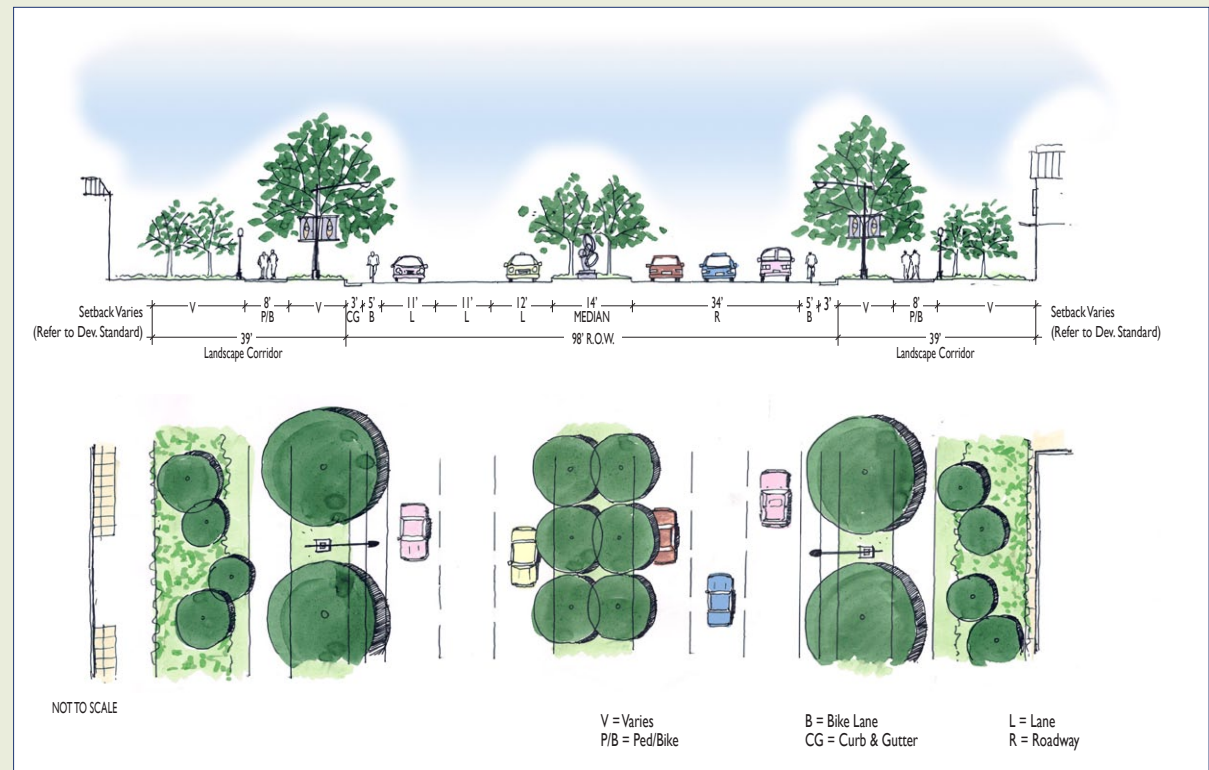 V
8'
P/B
V
3'
CG
5'
B
11'
L
11'
L
12'
L
14'
MEDIAN
34'
R
5'
B
3'
V
8'
P/B
V
Setback Varies
(Refer to Dev. Standard)
39'
Landscape Corridor
98' R.O.W.
39'
Landscape Corridor
Setback Varies
(Refer to Dev. Standard)
NOT TO SCALE
V = Varies
P/B = Ped/Bike
B = Bike Lane
CG = Curb & Gutter
L = Lane
R = Roadway